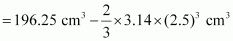 = 196.25 cm³ − 2/3 × 3.14 × (2.5)³ cm³